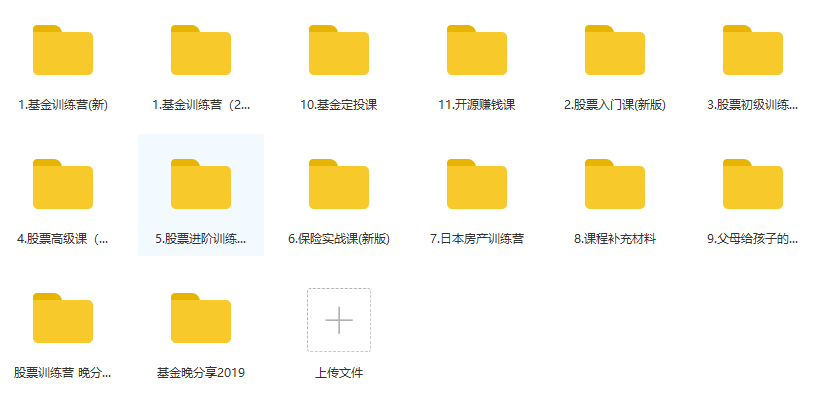 1.基金训练营(新)
1.基金训练营（2...
10.基金定投课
11.开源赚钱课
2.股票入门课(新版)
3.股票初级训练...
4.股票高级课（...
5.股票进阶训练...
6.保险实战课(新版)
7.日本房产训练营
8.课程补充材料
9.父母给孩子的...
股票训练营 晚分...
基金晚分享2019
上传文件